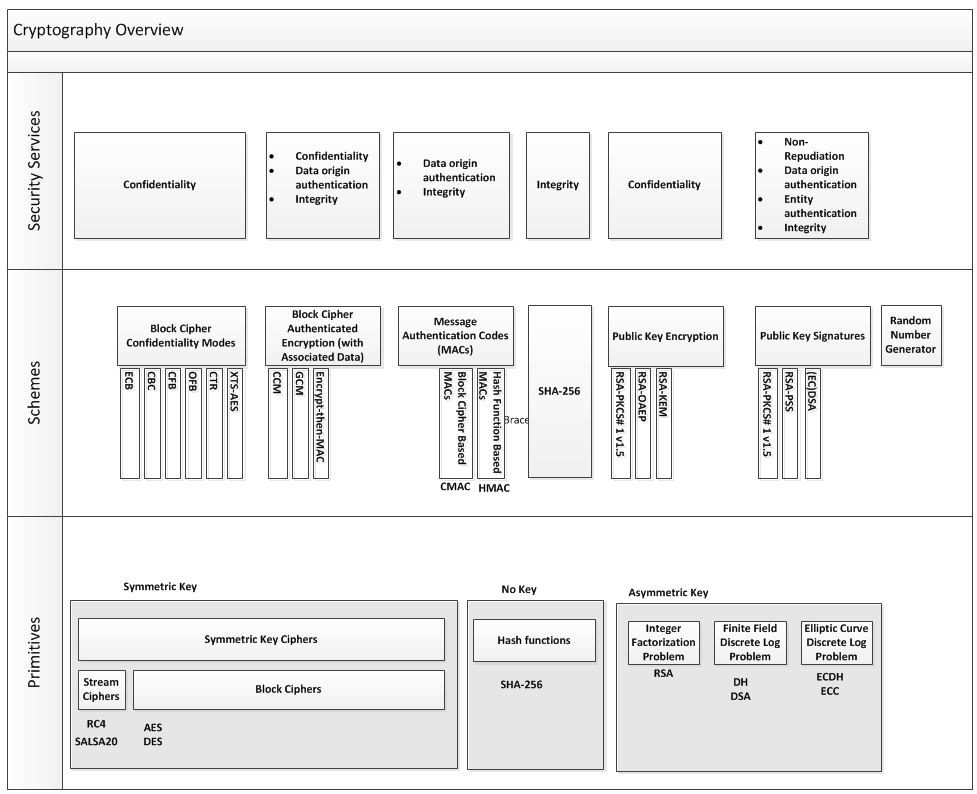 Cryptography Overview
Security Services
Confidentiality
• Confidentiality
• Data origin
authentication
• Integrity
• Data origin
authentication
• Integrity
Integrity
Confidentiality
• Non-
Repudiation
• Data origin
authentication
• Entity
authentication
• Integrity
Schemes
Block Cipher
Confidentiality Modes
ECB
CBC
CFB
OFB
CTR
XTS-AES
Block Cipher
Authenticated
Encryption (with
Associated Data)
CCM
GCM
Encrypt-then-MAC
Message
Authentication Codes
(MACs)
Block Cipher Based
MACs
Hash Function Based
MACs
CMAC
HMAC
Brace
SHA-256
Public Key Encryption
RSA-PKCS# 1 v1.5
RSA-OAEP
RSA-KEM
Public Key Signatures
RSA-PKCS# 1 v1.5
RSA-PSS
(EC)DSA
Random
Number
Generator
Primitives
Symmetric Key
Symmetric Key Ciphers
Stream
Ciphers
Block Ciphers
RC4
SALSA20
AES
DES
No Key
Hash functions
SHA-256
Asymmetric Key
Integer
Factorization
Problem
RSA
Finite Field
Discrete Log
Problem
DH
DSA
Elliptic Curve
Discrete Log
Problem
ECDH
ECC